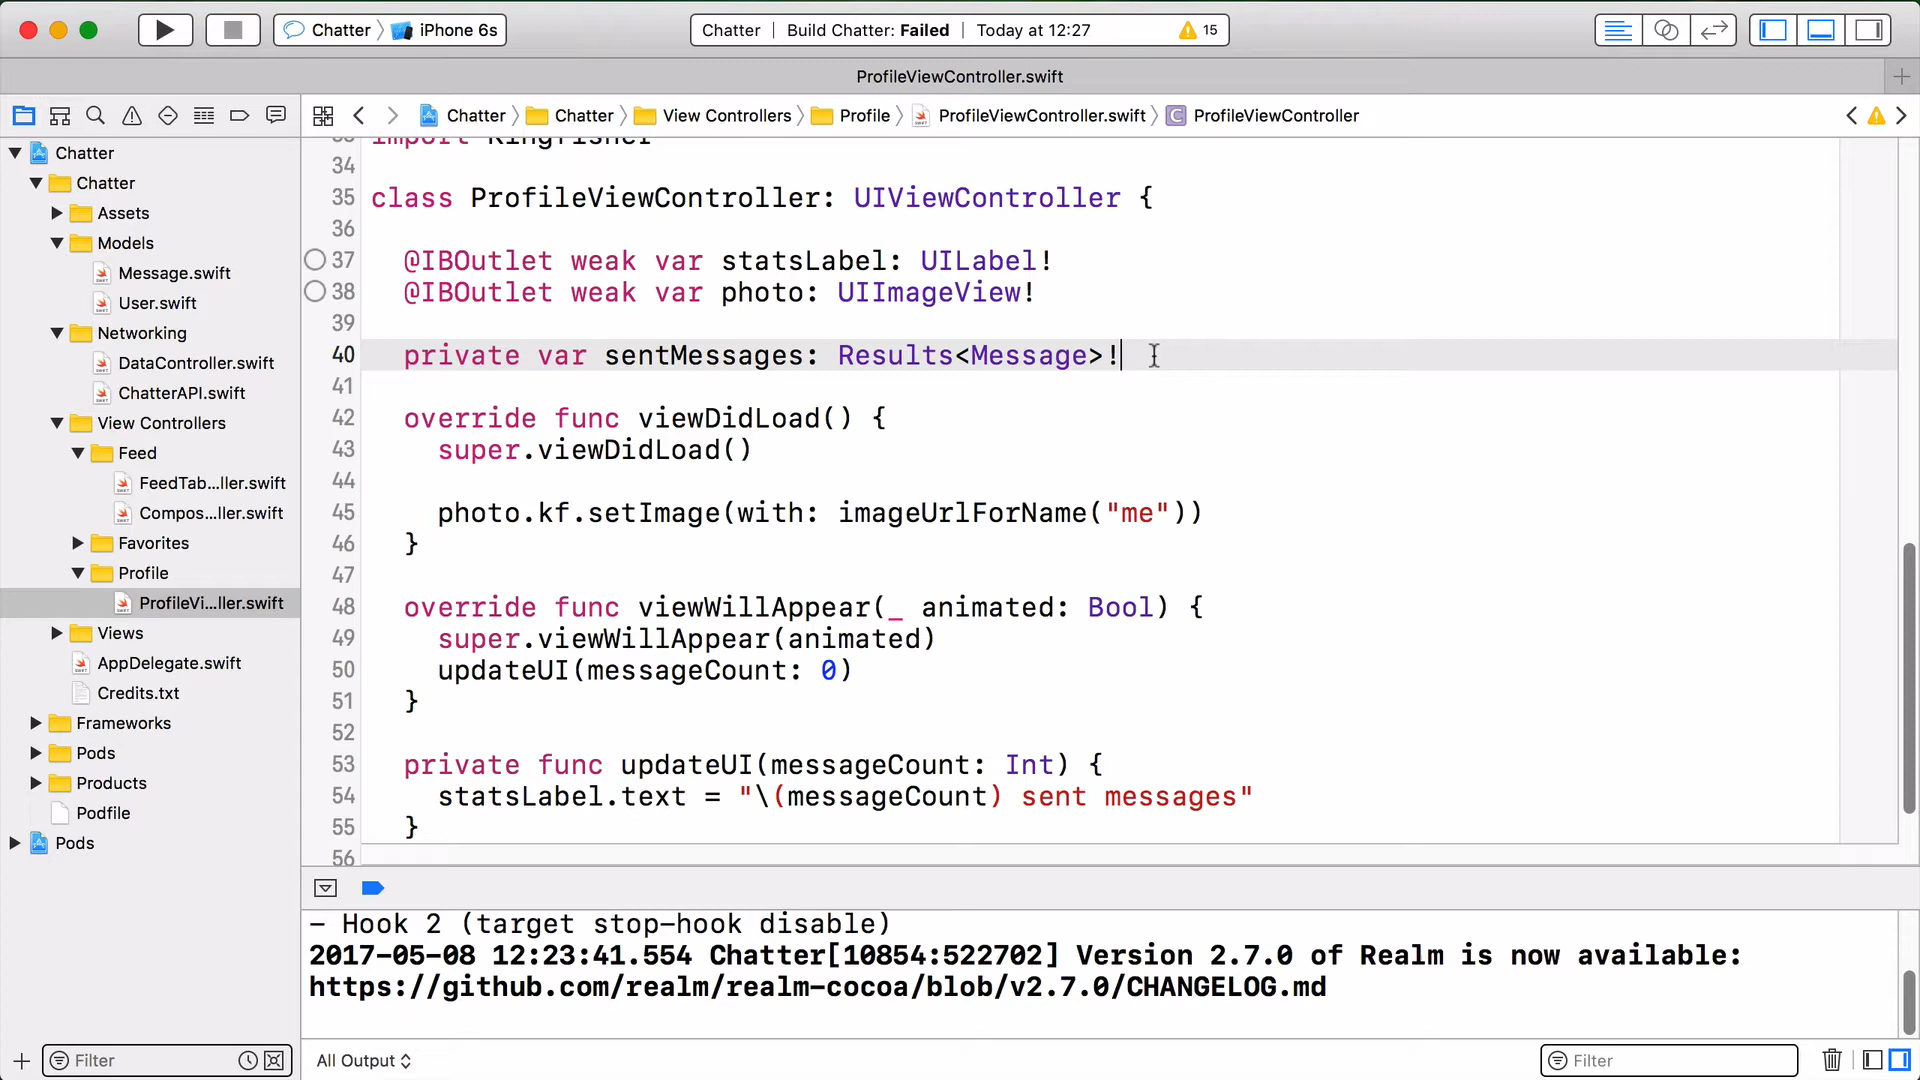 Chatter iPhone 6s
Chatter Build Chatter: Failed Today at 12:27 15
ProfileViewController.swift
Chatter Chatter View Controllers Profile ProfileViewController.swift C ProfileViewController
Chatter
Chatter
Assets
Models
Message.swift
User.swift
Networking
DataController.swift
ChatterAPI.swift
View Controllers
Feed
FeedTab...ller.swift
Compos...ller.swift
Favorites
Profile
ProfileVi...ller.swift
Views
AppDelegate.swift
Credits.txt
Frameworks
Pods
Products
Podfile
Pods
Filter
33 import Kingfisher
34
35 class ProfileViewController: UIViewController {
36
37 @IBOutlet weak var statsLabel: UILabel!
38 @IBOutlet weak var photo: UIImageView!
39
40 private var sentMessages: Results<Message>!
41
42 override func viewDidLoad() {
43 super.viewDidLoad()
44
45 photo.kf.setImage(with: imageUrlForName("me"))
46 }
47
48 override func viewWillAppear(_ animated: Bool) {
49 super.viewWillAppear(animated)
50 updateUI(messageCount: 0)
51 }
52
53 private func updateUI(messageCount: Int) {
54 statsLabel.text = "\(messageCount) sent messages"
55 }
56
- Hook 2 (target stop-hook disable)
2017-05-08 12:23:41.554 Chatter[10854:522702] Version 2.7.0 of Realm is now available:
https://github.com/realm/realm-cocoa/blob/v2.7.0/CHANGELOG.md
All Output
Filter